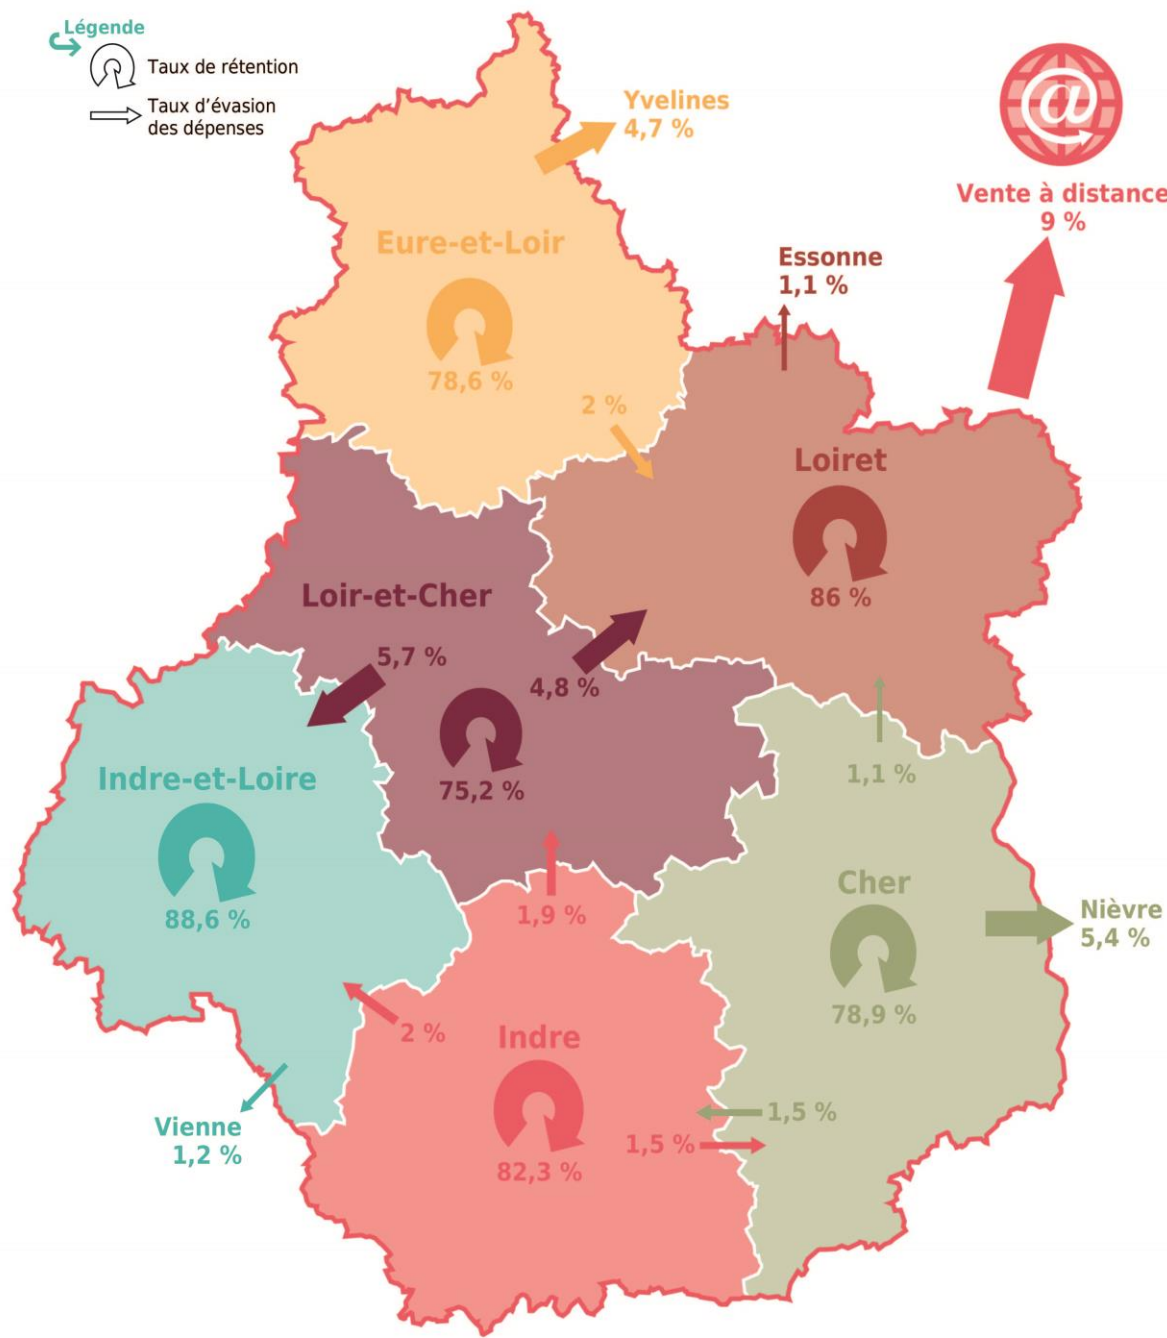 Légende
Taux de rétention
Taux d'évasion
des dépenses
Yvelines
4,7 %
@
Vente à distance
9 %
Eure-et-Loir
78,6 %
2 %
Essonne
1,1 %
Loiret
86 %
Loir-et-Cher
5,7 %
4,8 %
75,2 %
Indre-et-Loire
88,6 %
1,1 %
Cher
78,9 %
Nièvre
5,4 %
1,9 %
2 %
Indre
82,3 %
1,5 %
1,5 %
Vienne
1,2 %